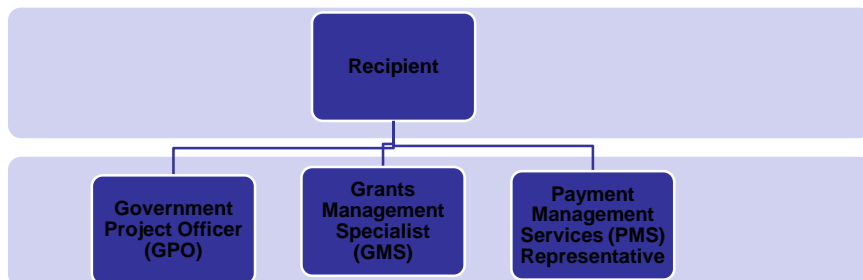 Recipient
Government
Project Officer
(GPO)
Grants
Management
Specialist
(GMS)
Payment
Management
Services (PMS)
Representative